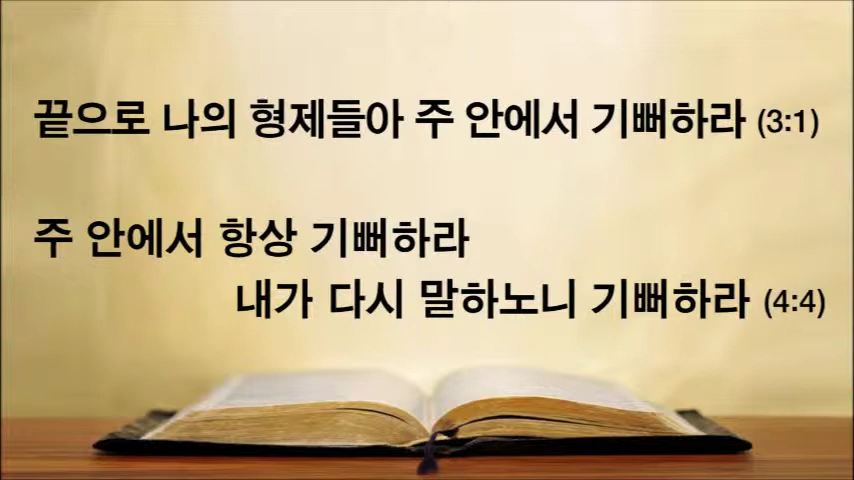 끝으로 나의 형제들아 주 안에서 기뻐하라 (3:1)
주 안에서 항상 기뻐하라
내가 다시 말하노니 기뻐하라 (4:4)